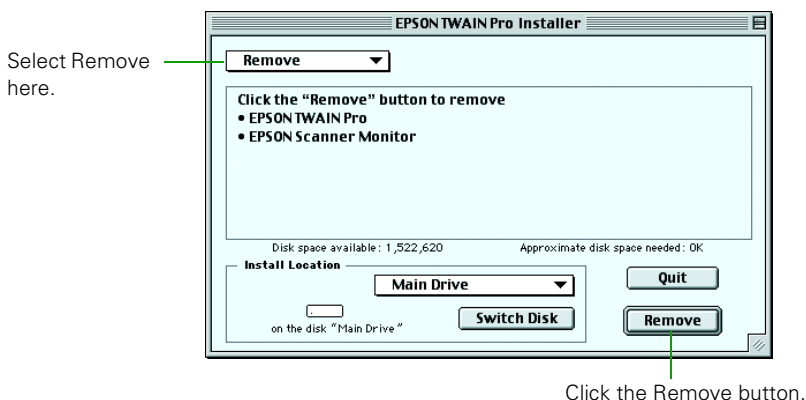 EPSON TWAIN Pro Installer
Select Remove
here.
Remove
Click the “Remove” button to remove
• EPSON TWAIN Pro
• EPSON Scanner Monitor
Disk space available: 1,522,620
Approximate disk space needed: 0K
Install Location
Main Drive
Quit
on the disk “Main Drive”
Switch Disk
Remove
Click the Remove button.